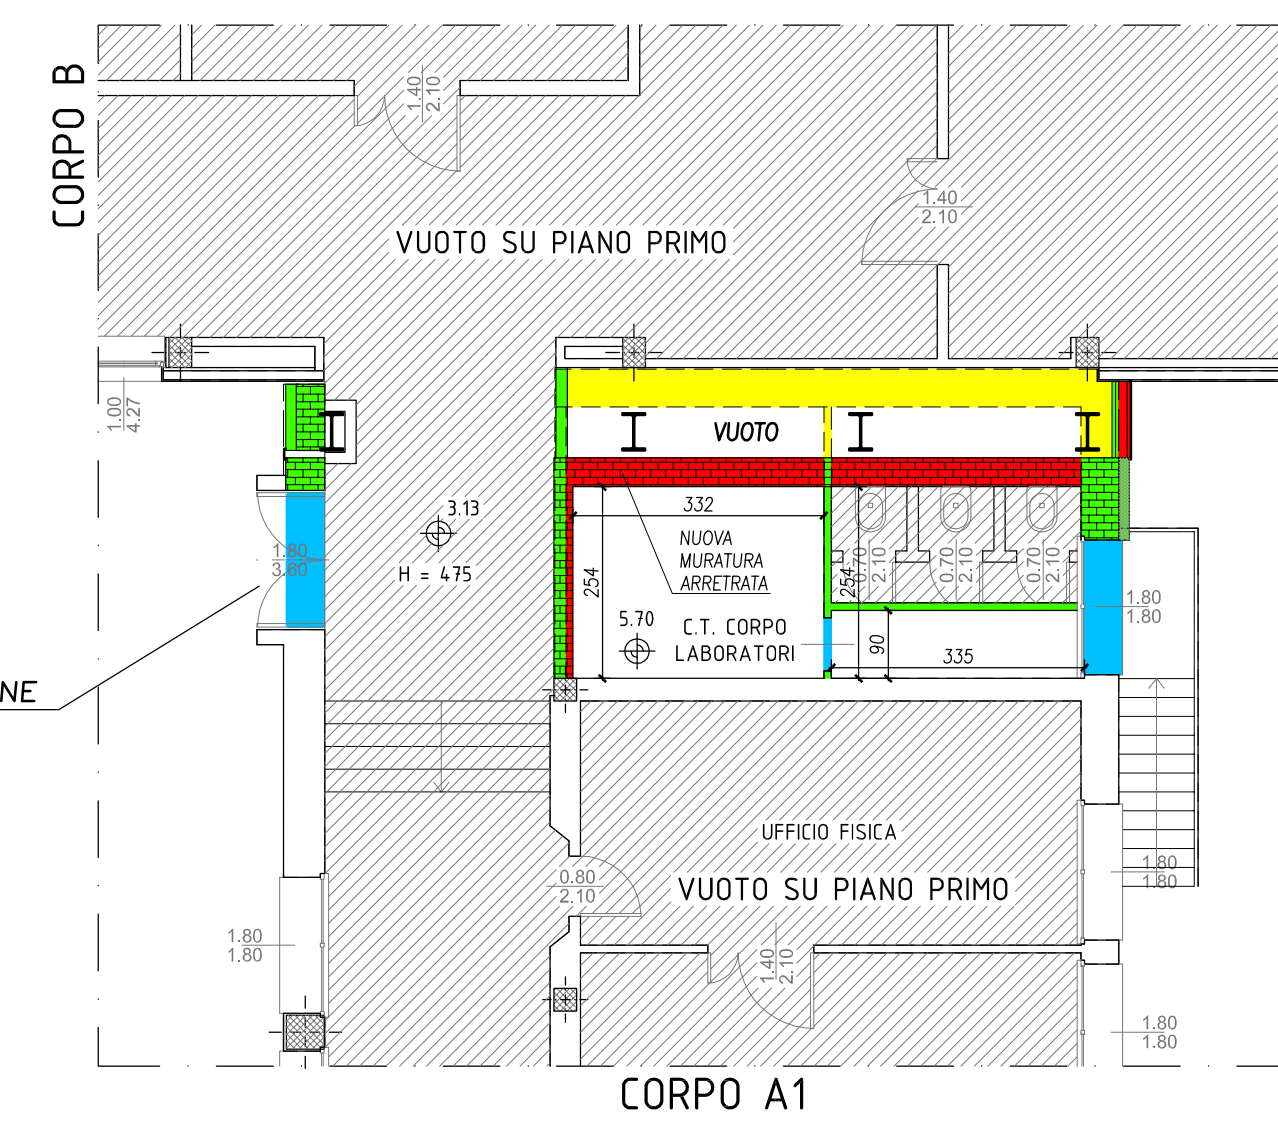 CORPO B
1.40
2.10
1.40
2.10
VUOTO SU PIANO PRIMO
1.00
4.27
VUOTO
3.13
H = 475
1.80
3.60
NE
332
NUOVA
MURATURA
ARRETRATA
254
5.70
C.T. CORPO
LABORATORI
254
0.70
2.10
0.70
2.10
0.70
2.10
90
335
1.80
1.80
UFFICIO FISICA
VUOTO SU PIANO PRIMO
0.80
2.10
1.80
1.80
1.80
1.80
1.40
2.10
1.80
1.80
CORPO A1